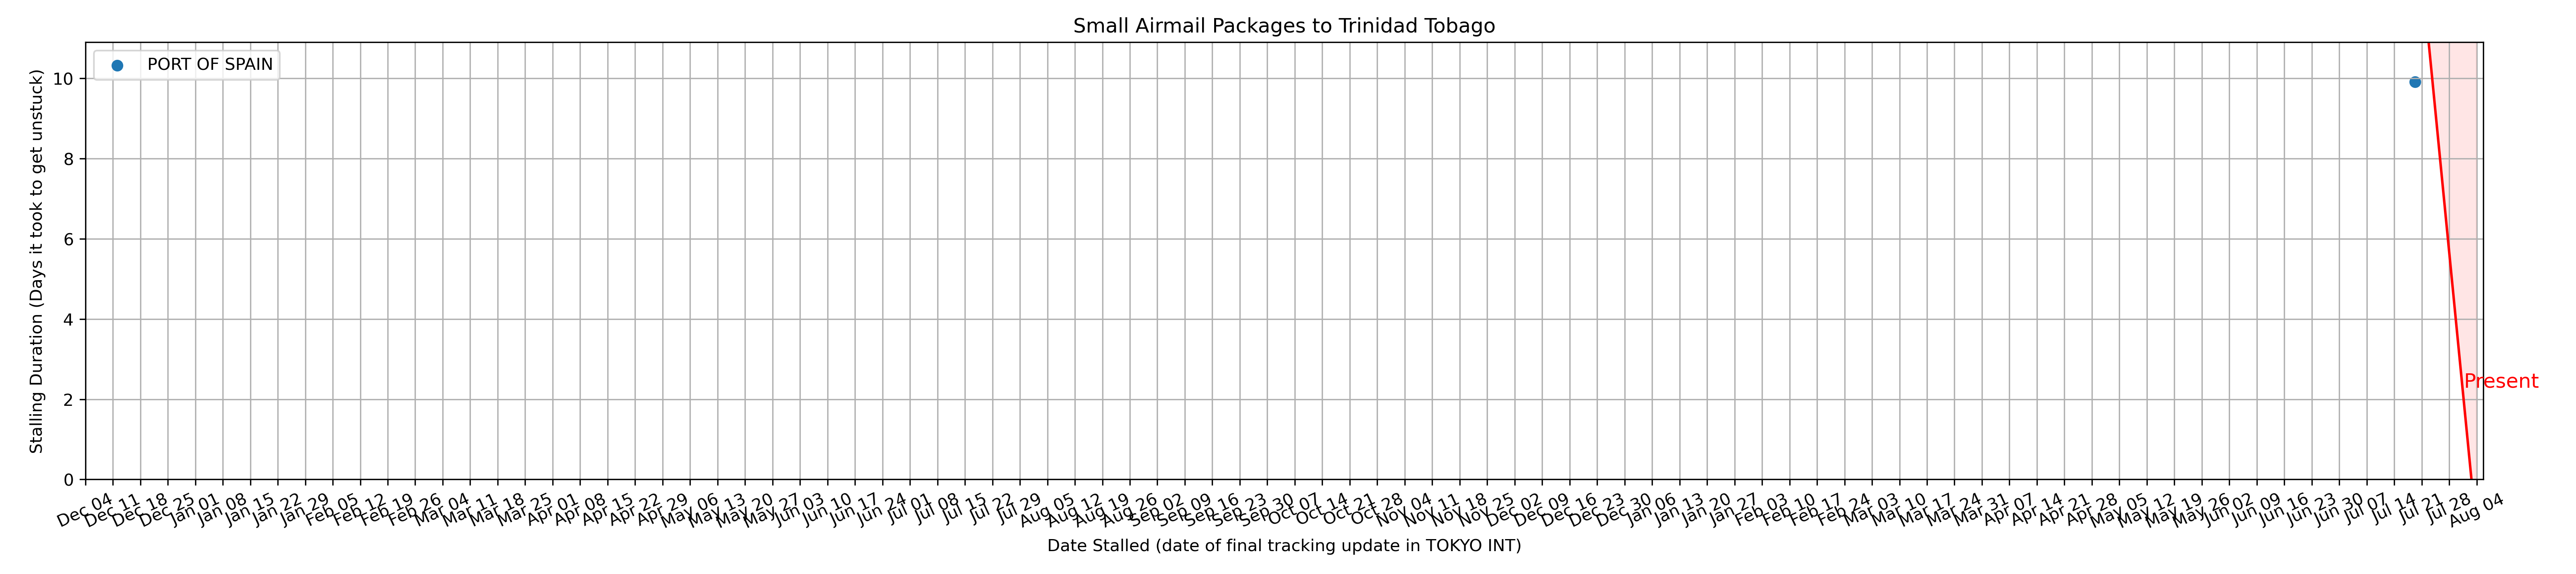 Small Airmail Packages to Trinidad Tobago
PORT OF SPAIN
Stalling Duration (Days it took to get unstuck)
10
8
6
4
2
0
Present
Dec 04 Dec 11 Dec 18 Dec 25 Jan 01 Jan 08 Jan 15 Jan 22 Jan 29 Feb 05 Feb 12 Feb 19 Feb 26 Mar 04 Mar 11 Mar 18 Mar 25 Apr 01 Apr 08 Apr 15 Apr 22 Apr 29 May 06 May 13 May 20 May 27 Jun 03 Jun 10 Jun 17 Jun 24 Jul 01 Jul 08 Jul 15 Jul 22 Jul 29 Aug 05 Aug 12 Aug 19 Aug 26 Sep 02 Sep 09 Sep 16 Sep 23 Sep 30 Oct 07 Oct 14 Oct 21 Oct 28 Nov 04 Nov 11 Nov 18 Nov 25 Dec 02 Dec 09 Dec 16 Dec 23 Dec 30 Jan 06 Jan 13 Jan 20 Jan 27 Feb 03 Feb 10 Feb 17 Feb 24 Mar 03 Mar 10 Mar 17 Mar 24 Mar 31 Apr 07 Apr 14 Apr 21 Apr 28 May 05 May 12 May 19 May 26 Jun 02 Jun 09 Jun 16 Jun 23 Jun 30 Jul 07 Jul 14 Jul 21 Jul 28 Aug 04
Date Stalled (date of final tracking update in TOKYO INT)